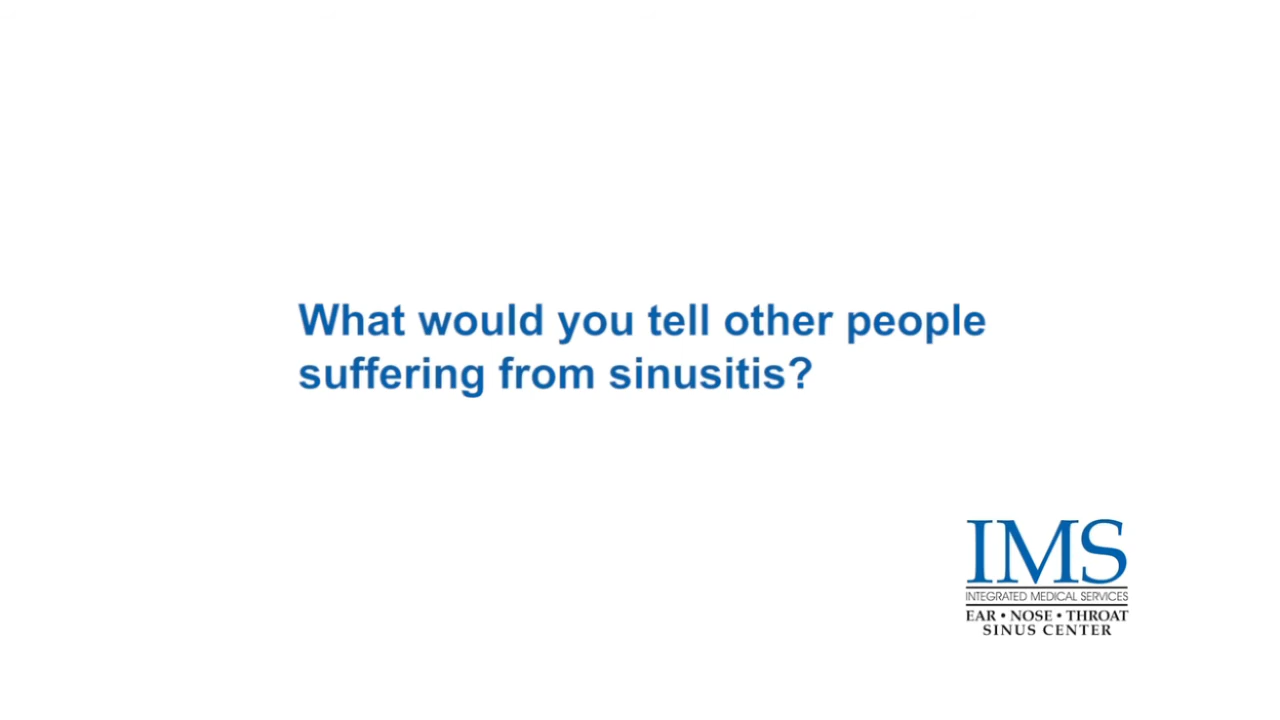 What would you tell other people
suffering from sinusitis?
IMS
INTEGRATED MEDICAL SERVICES
EAR • NOSE • THROAT
SINUS CENTER